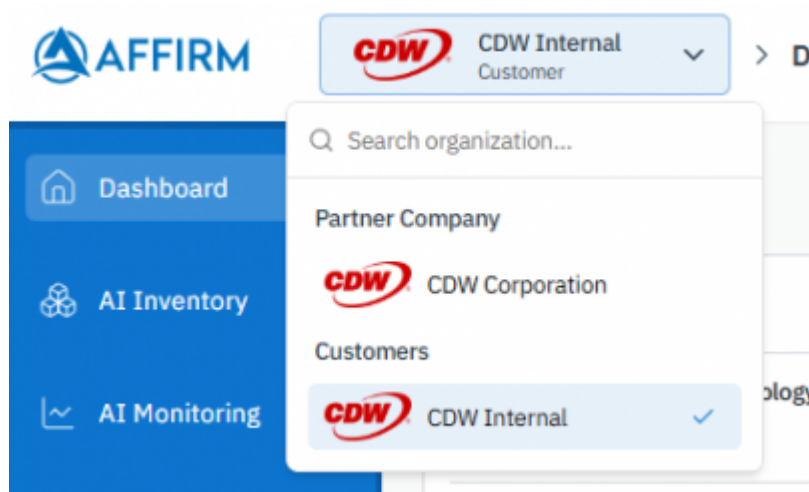 AFFIRM
CDW
CDW Internal
Customer
> D
Search organization...
Dashboard
Partner Company
CDW
CDW Corporation
AI Inventory
Customers
CDW
CDW Internal
ology
AI Monitoring